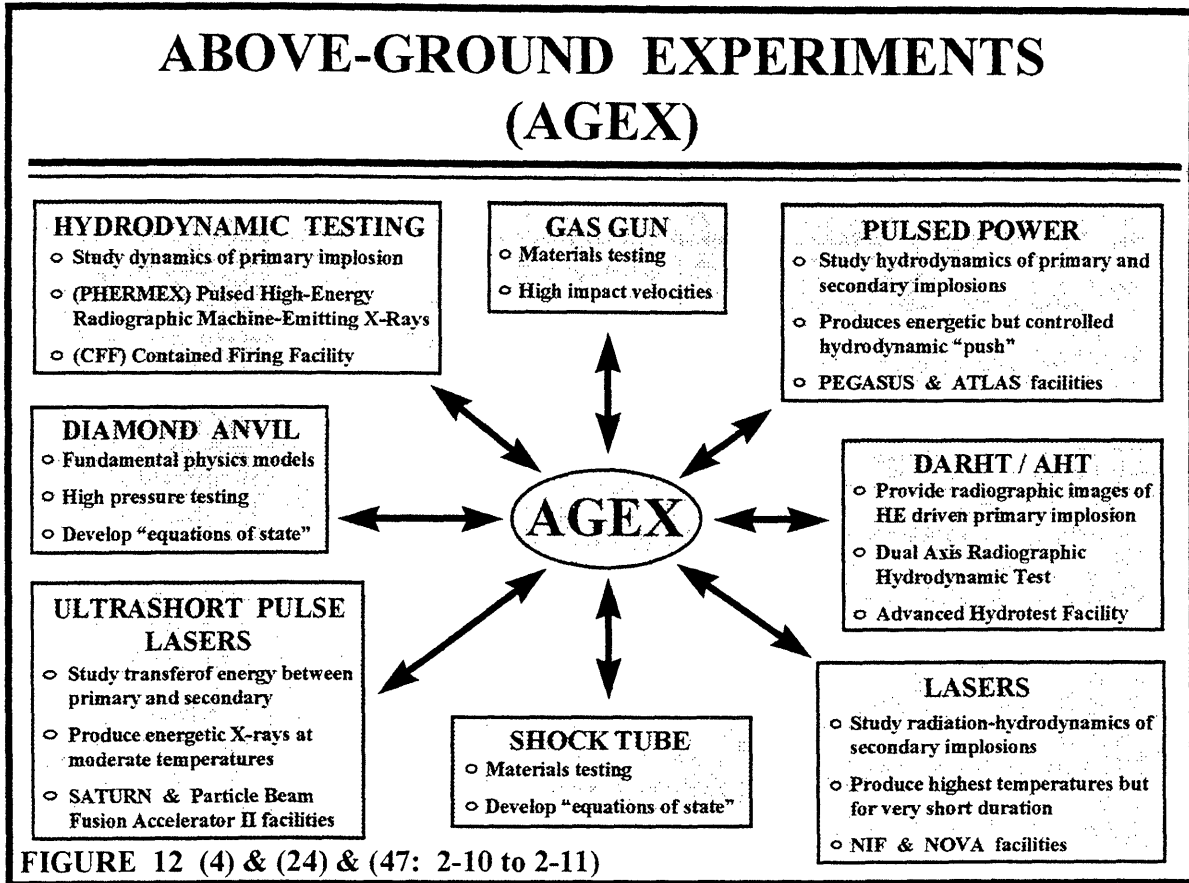 ABOVE-GROUND EXPERIMENTS
(AGEX)
HYDRODYNAMIC TESTING
o Study dynamics of primary implosion
o (PHERMEX) Pulsed High-Energy
Radiographic Machine-Emitting X-Rays
o (CFF) Contained Firing Facility
GAS GUN
o Materials testing
o High impact velocities
PULSED POWER
o Study hydrodynamics of primary and
secondary implosions
o Produces energetic but controlled
hydrodynamic “push”
o PEGASUS & ATLAS facilities
DIAMOND ANVIL
o Fundamental physics models
o High pressure testing
o Develop “equations of state”
AGEX
DARHT / AHT
o Provide radiographic images of
HE driven primary implosion
o Dual Axis Radiographic
Hydrodynamic Test
o Advanced Hydrotest Facility
ULTRASHORT PULSE
LASERS
o Study transferof energy between
primary and secondary
o Produce energetic X-rays at
moderate temperatures
o SATURN & Particle Beam
Fusion Accelerator II facilities
SHOCK TUBE
o Materials testing
o Develop “equations of state”
LASERS
o Study radiation-hydrodynamics of
secondary implosions
o Produce highest temperatures but
for very short duration
o NIF & NOVA facilities
FIGURE 12 (4) & (24) & (47: 2-10 to 2-11)